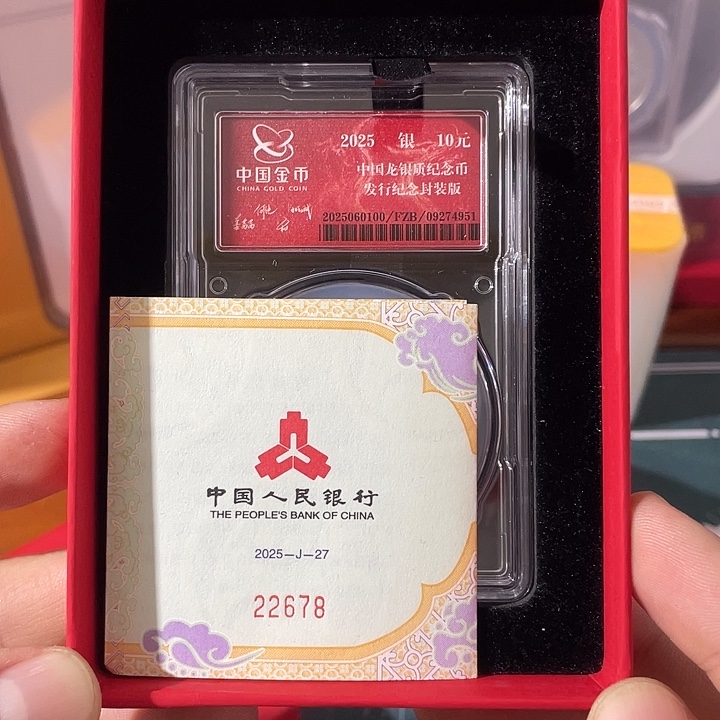 2025 银 10元
中国金币
CHINA GOLD COIN
中国龙银质纪念币
发行纪念封装版
2025060100/FZB/09274951
中国人民银行
THE PEOPLE'S BANK OF CHINA
2025-J-27
22678